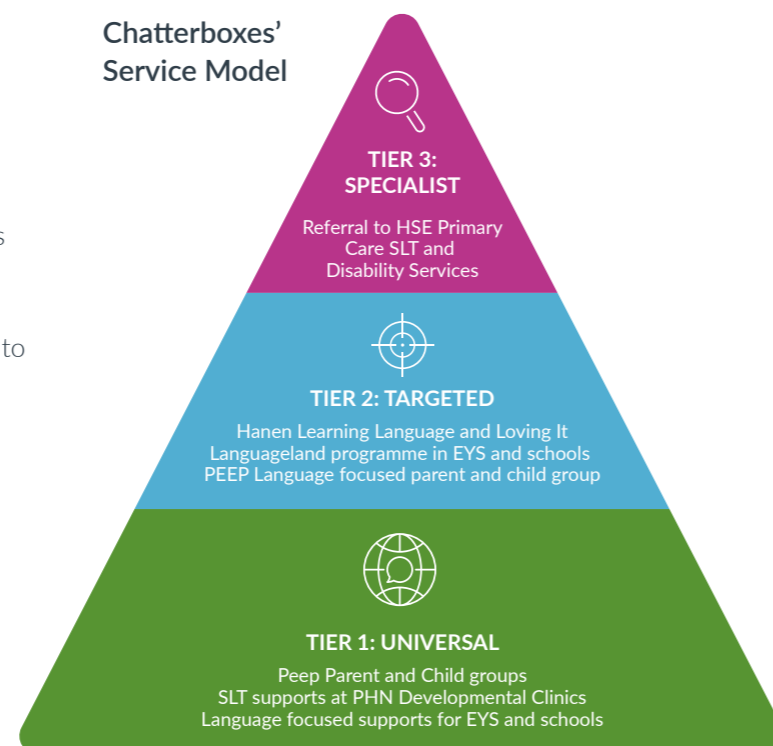 Chatterboxes’
Service Model
TIER 3:
SPECIALIST
Referral to HSE Primary
Care SLT and
Disability Services
s
to
TIER 2: TARGETED
Hanen Learning Language and Loving It
Languageland programme in EYS and schools
PEEP Language focused parent and child group
TIER 1: UNIVERSAL
Peep Parent and Child groups
SLT supports at PHN Developmental Clinics
Language focused supports for EYS and schools